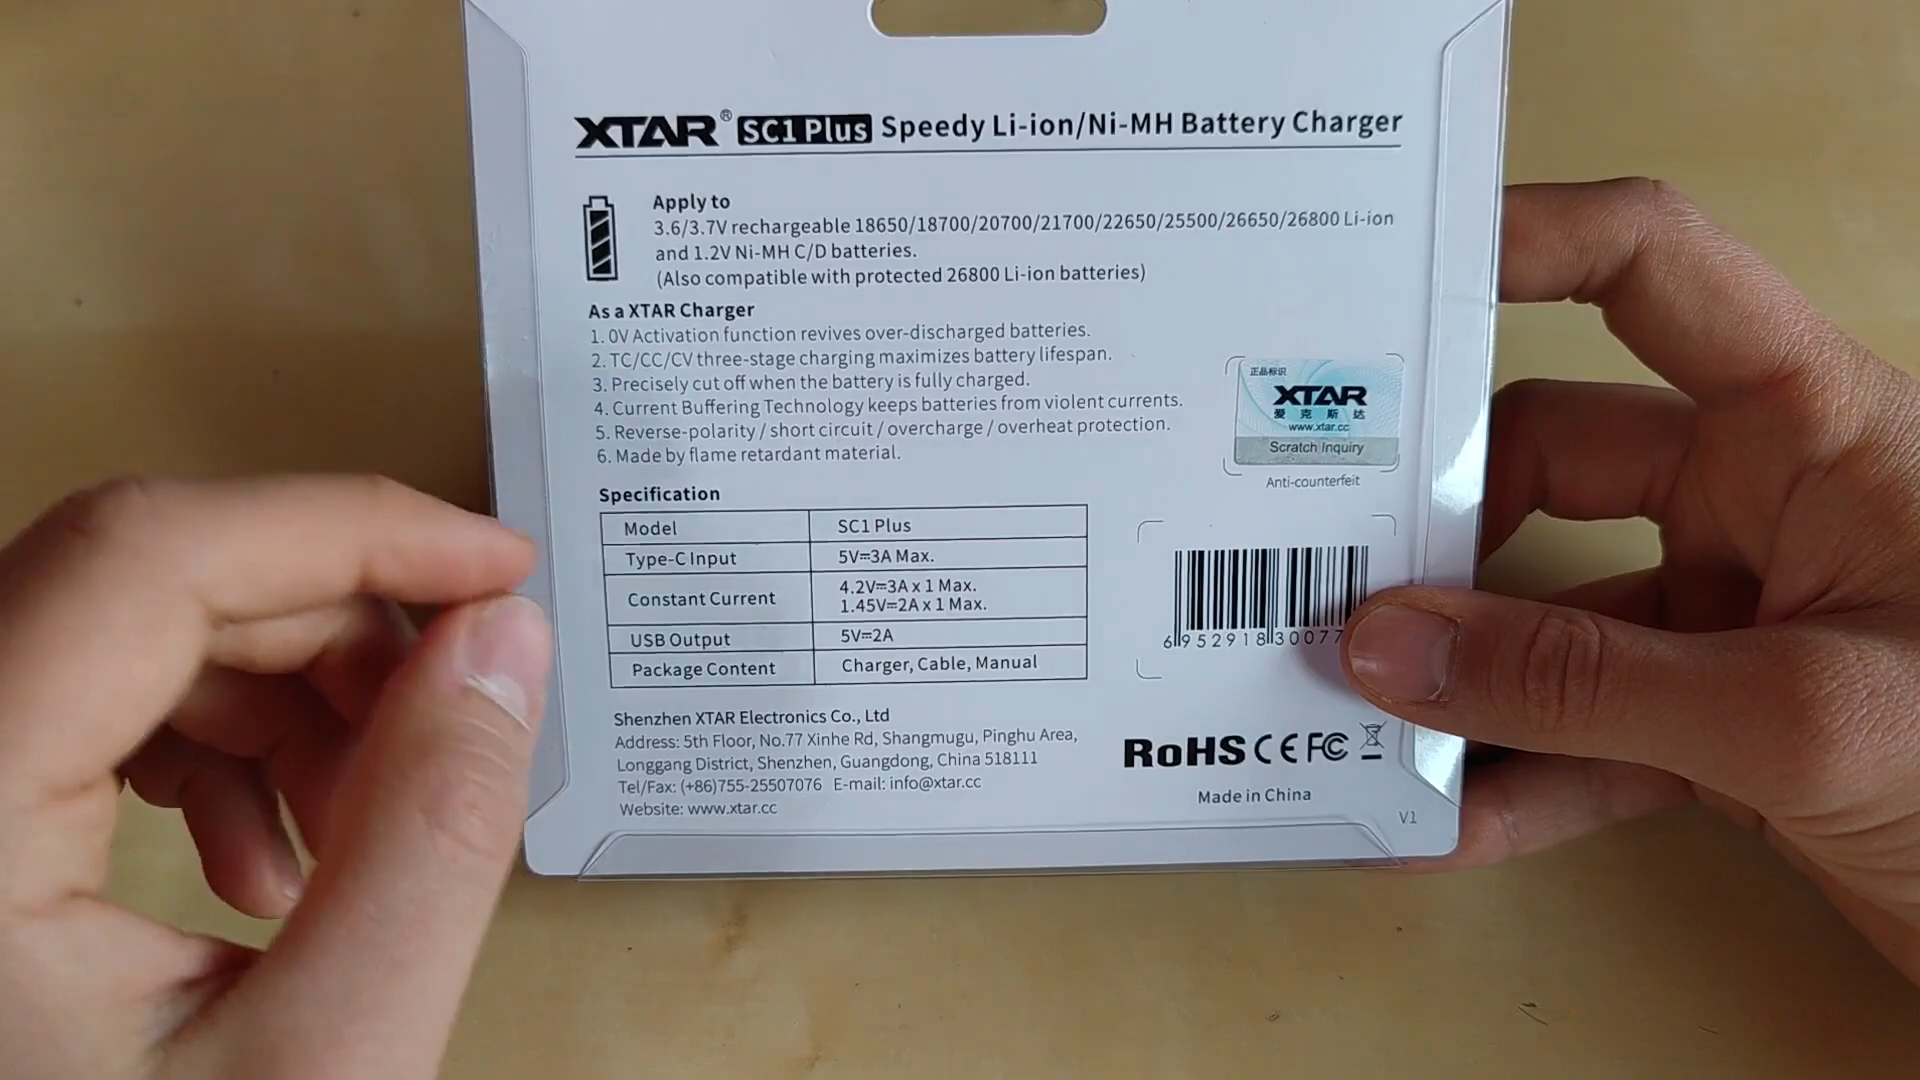 XTAR® SC1 Plus Speedy Li-ion/Ni-MH Battery Charger
Apply to
3.6/3.7V rechargeable 18650/18700/20700/21700/22650/25500/26650/26800 Li-ion
and 1.2V Ni-MH C/D batteries.
(Also compatible with protected 26800 Li-ion batteries)
As a XTAR Charger
1. 0V Activation function revives over-discharged batteries.
2. TC/CC/CV three-stage charging maximizes battery lifespan.
3. Precisely cut off when the battery is fully charged.
4. Current Buffering Technology keeps batteries from violent currents.
5. Reverse-polarity / short circuit / overcharge / overheat protection.
6. Made by flame retardant material.
正品标识
XTAR
爱克斯达
www.xtar.cc
Scratch Inquiry
Anti-counterfeit
Specification
Model SC1 Plus
Type-C Input 5V⎓3A Max.
Constant Current 4.2V⎓3A x 1 Max.
1.45V⎓2A x 1 Max.
USB Output 5V⎓2A
Package Content Charger, Cable, Manual
6 952918 30077
Shenzhen XTAR Electronics Co., Ltd
Address: 5th Floor, No.77 Xinhe Rd, Shangmugu, Pinghu Area,
Longgang District, Shenzhen, Guangdong, China 518111
Tel/Fax: (+86)755-25507076 E-mail: info@xtar.cc
Website: www.xtar.cc
RoHS CE FC
Made in China
V1